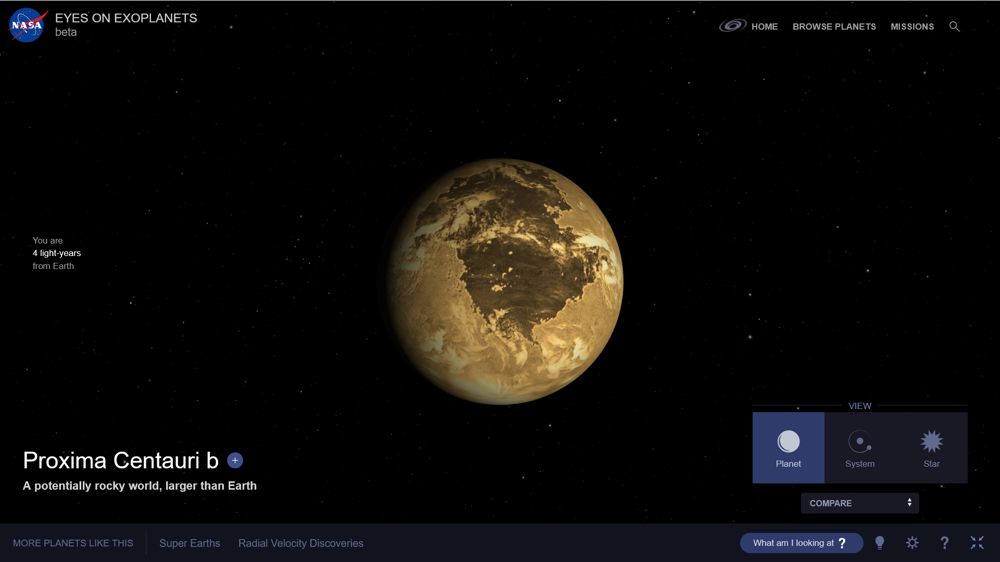 NASA
EYES ON EXOPLANETS
beta
HOME
BROWSE PLANETS
MISSIONS
You are
4 light-years
from Earth
VIEW
Planet
System
Star
Proxima Centauri b +
A potentially rocky world, larger than Earth
COMPARE
MORE PLANETS LIKE THIS
Super Earths
Radial Velocity Discoveries
What am I looking at ?
?